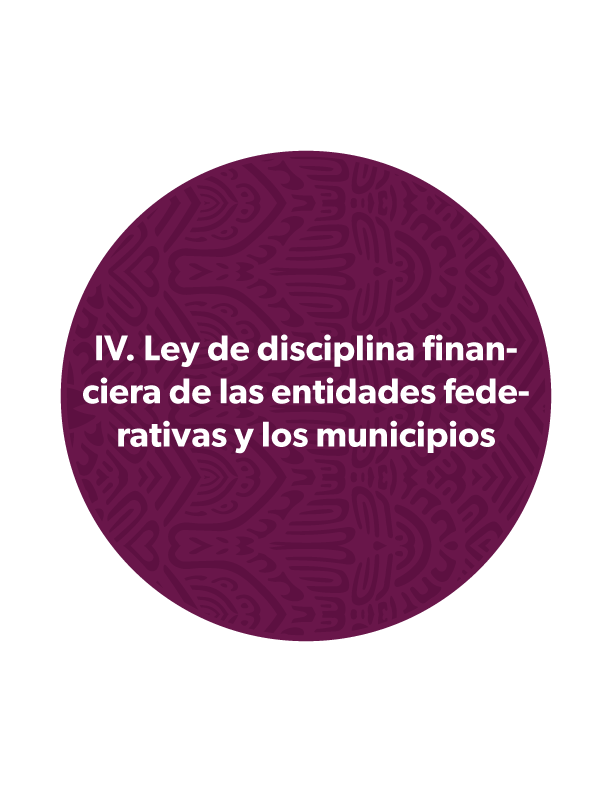 IV. Ley de disciplina finan-
ciera de las entidades fede-
rativas y los municipios